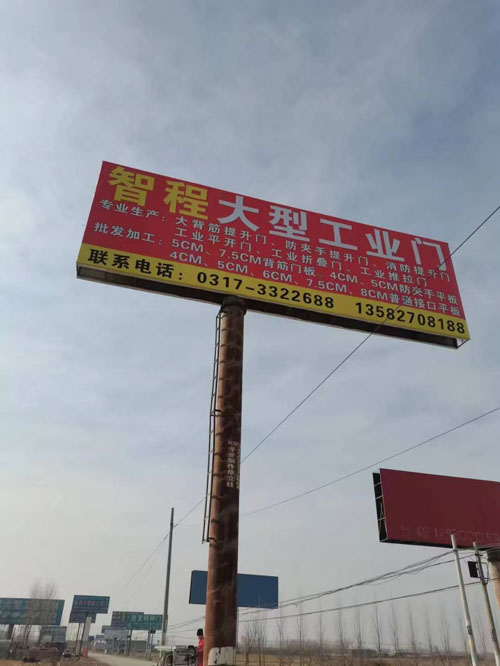 智程大型工业门
专业生产：大背筋提升门、防夹手提升门、消防提升门
工业平开门、工业折叠门、工业推拉门
批发加工：5CM、7.5CM背筋门板 4CM、5CM防夹手平板
4CM、5CM、6CM、7.5CM、8CM普通接口平板
联系电话：0317-3322688 13582708188